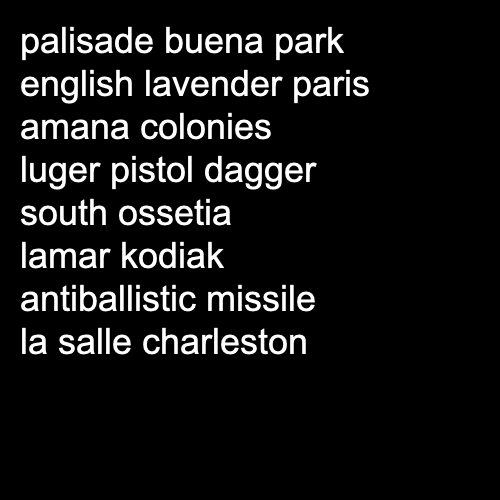 palisade buena park
english lavender paris
amana colonies
luger pistol dagger
south ossetia
lamar kodiak
antiballistic missile
la salle charleston